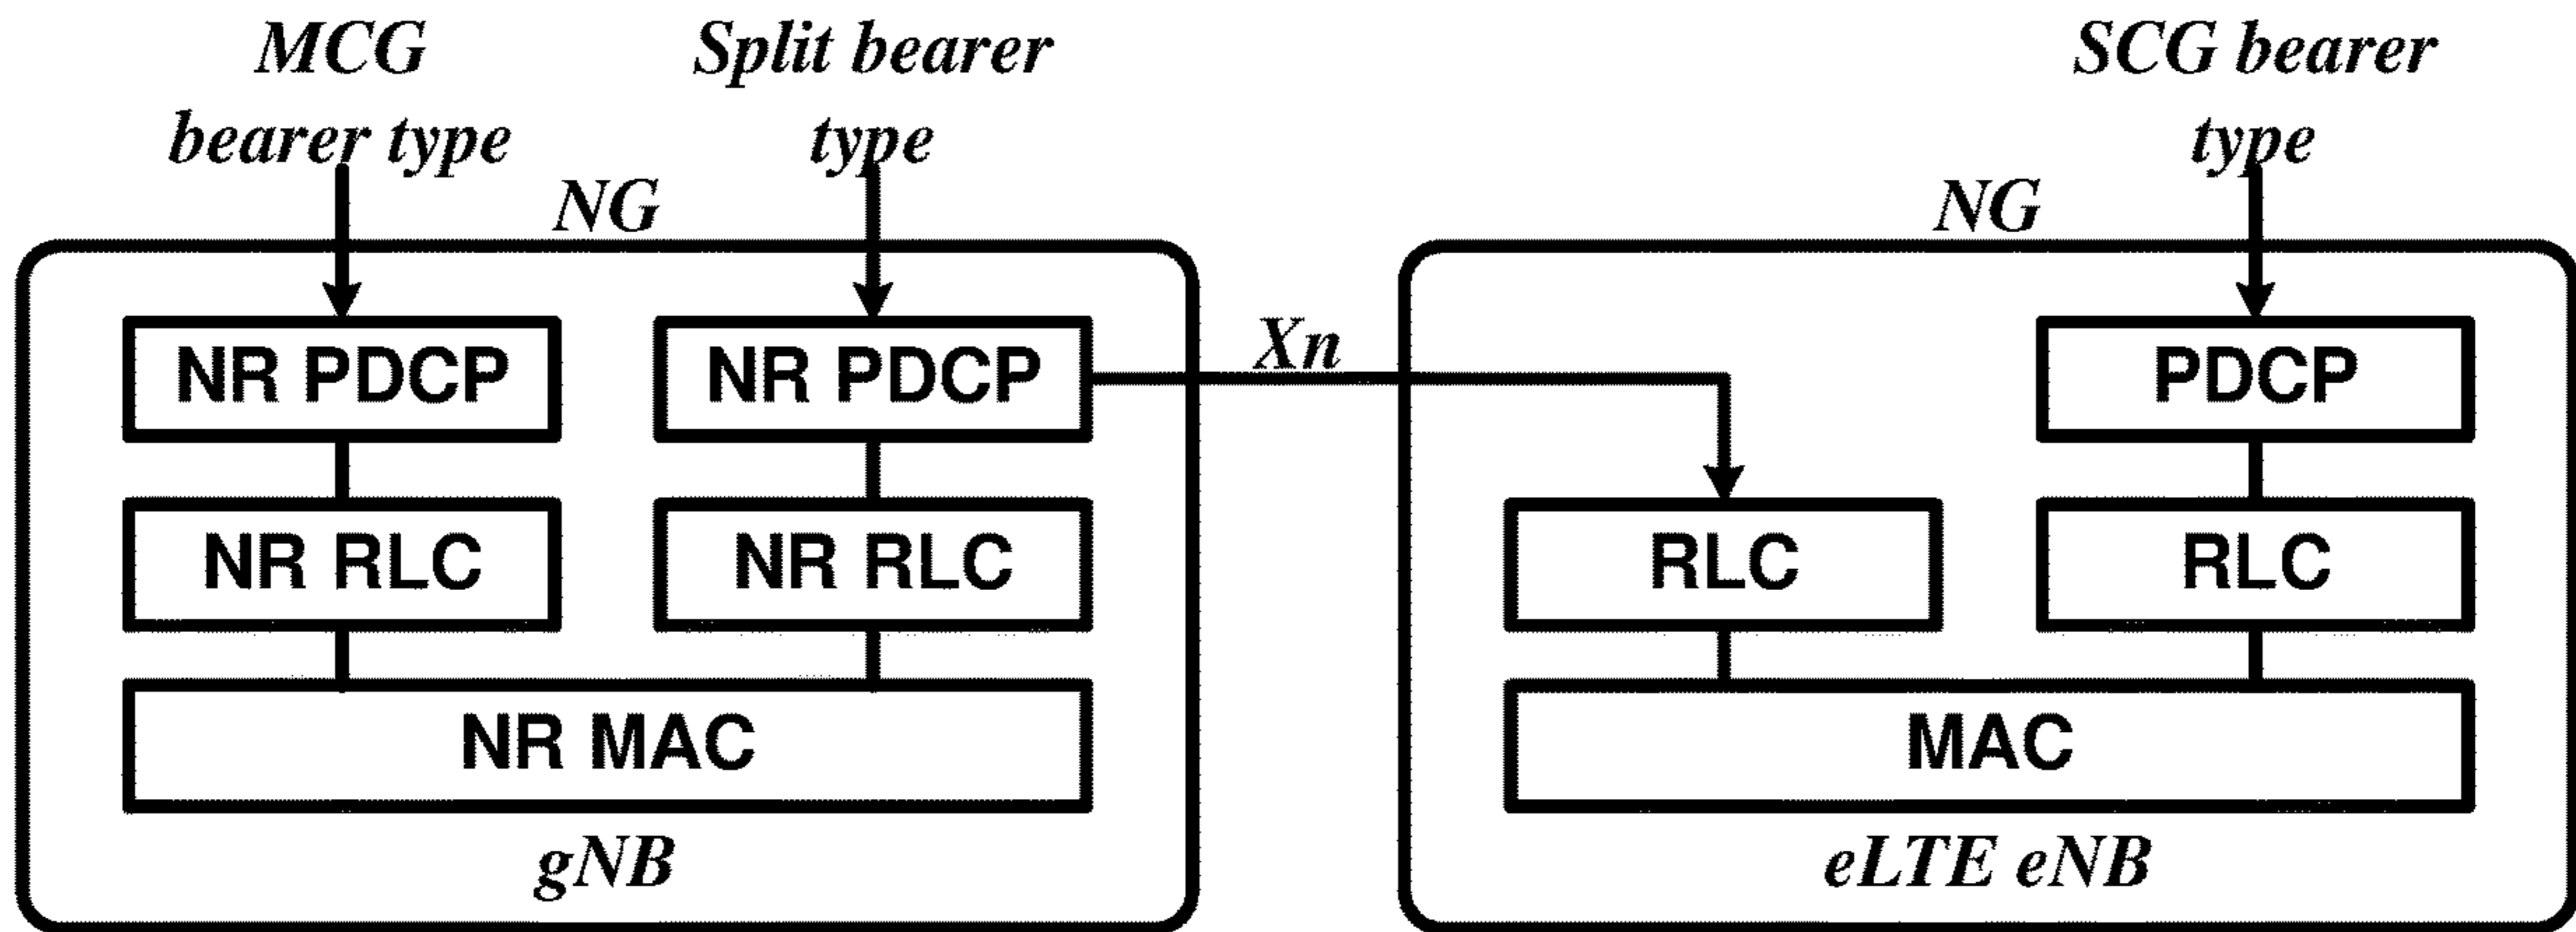 MCG
bearer type
Split bearer
type
SCG bearer
type
NG
NG
Xn
NR PDCP
NR PDCP
PDCP
NR RLC
NR RLC
RLC
RLC
NR MAC
MAC
gNB
eLTE eNB